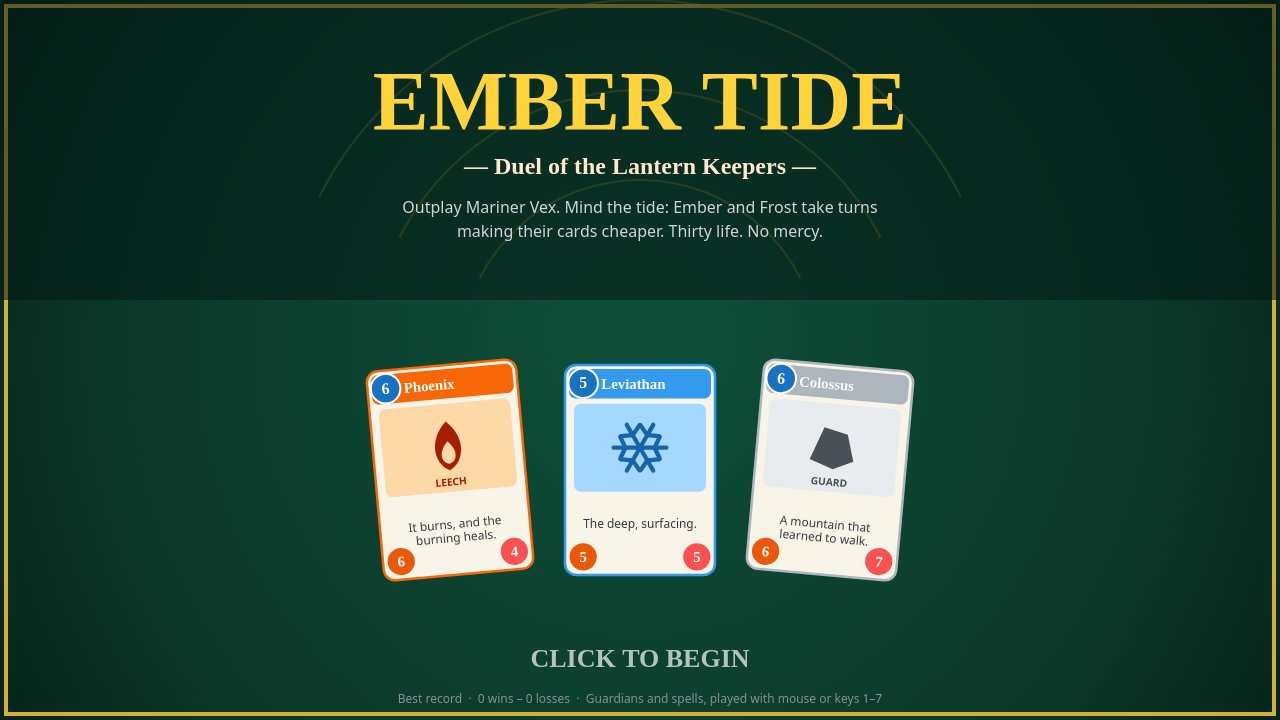 EMBER TIDE
— Duel of the Lantern Keepers —
Outplay Mariner Vex. Mind the tide: Ember and Frost take turns
making their cards cheaper. Thirty life. No mercy.
6 Phoenix
LEECH
It burns, and the
burning heals.
6 4
5 Leviathan
The deep, surfacing.
5 5
6 Colossus
GUARD
A mountain that
learned to walk.
6 7
CLICK TO BEGIN
Best record · 0 wins – 0 losses · Guardians and spells, played with mouse or keys 1–7